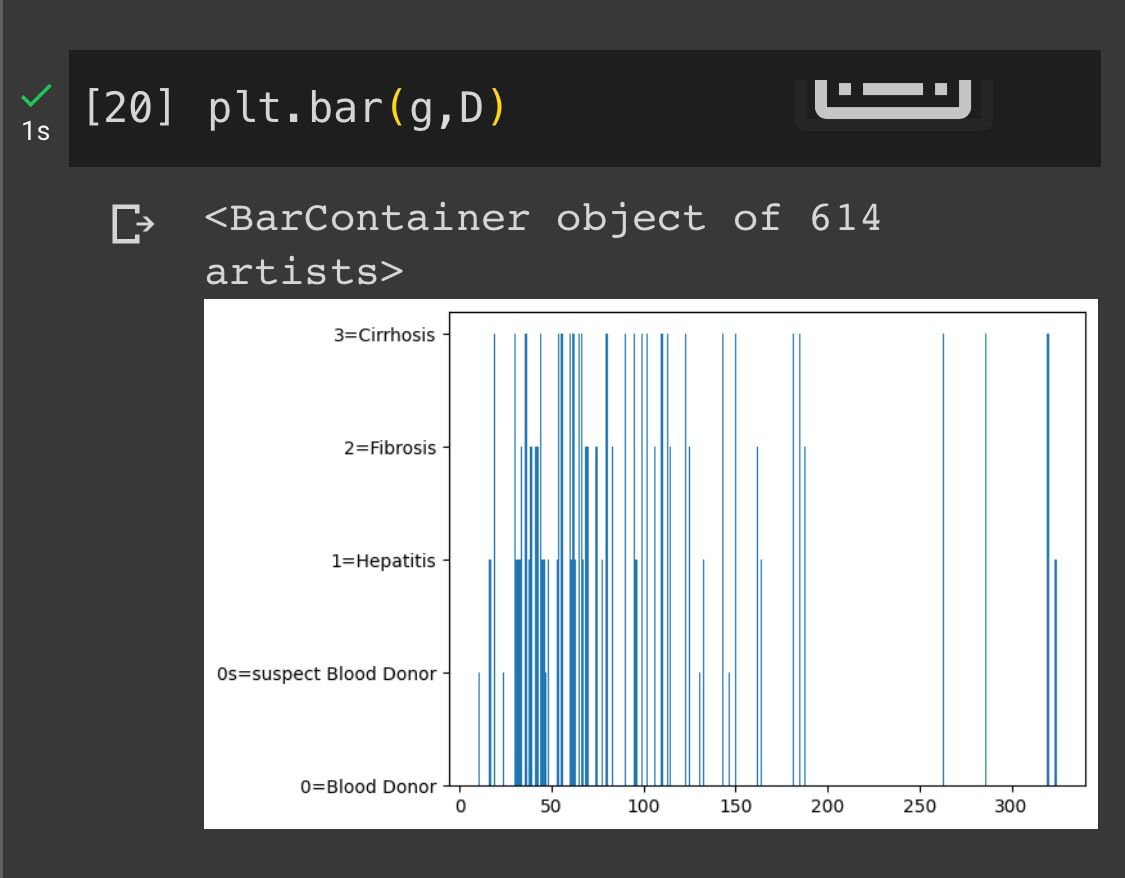 [20] plt.bar(g,D)
1s
<BarContainer object of 614
artists>
3=Cirrhosis
2=Fibrosis
1=Hepatitis
0s=suspect Blood Donor
0=Blood Donor
0 50 100 150 200 250 300